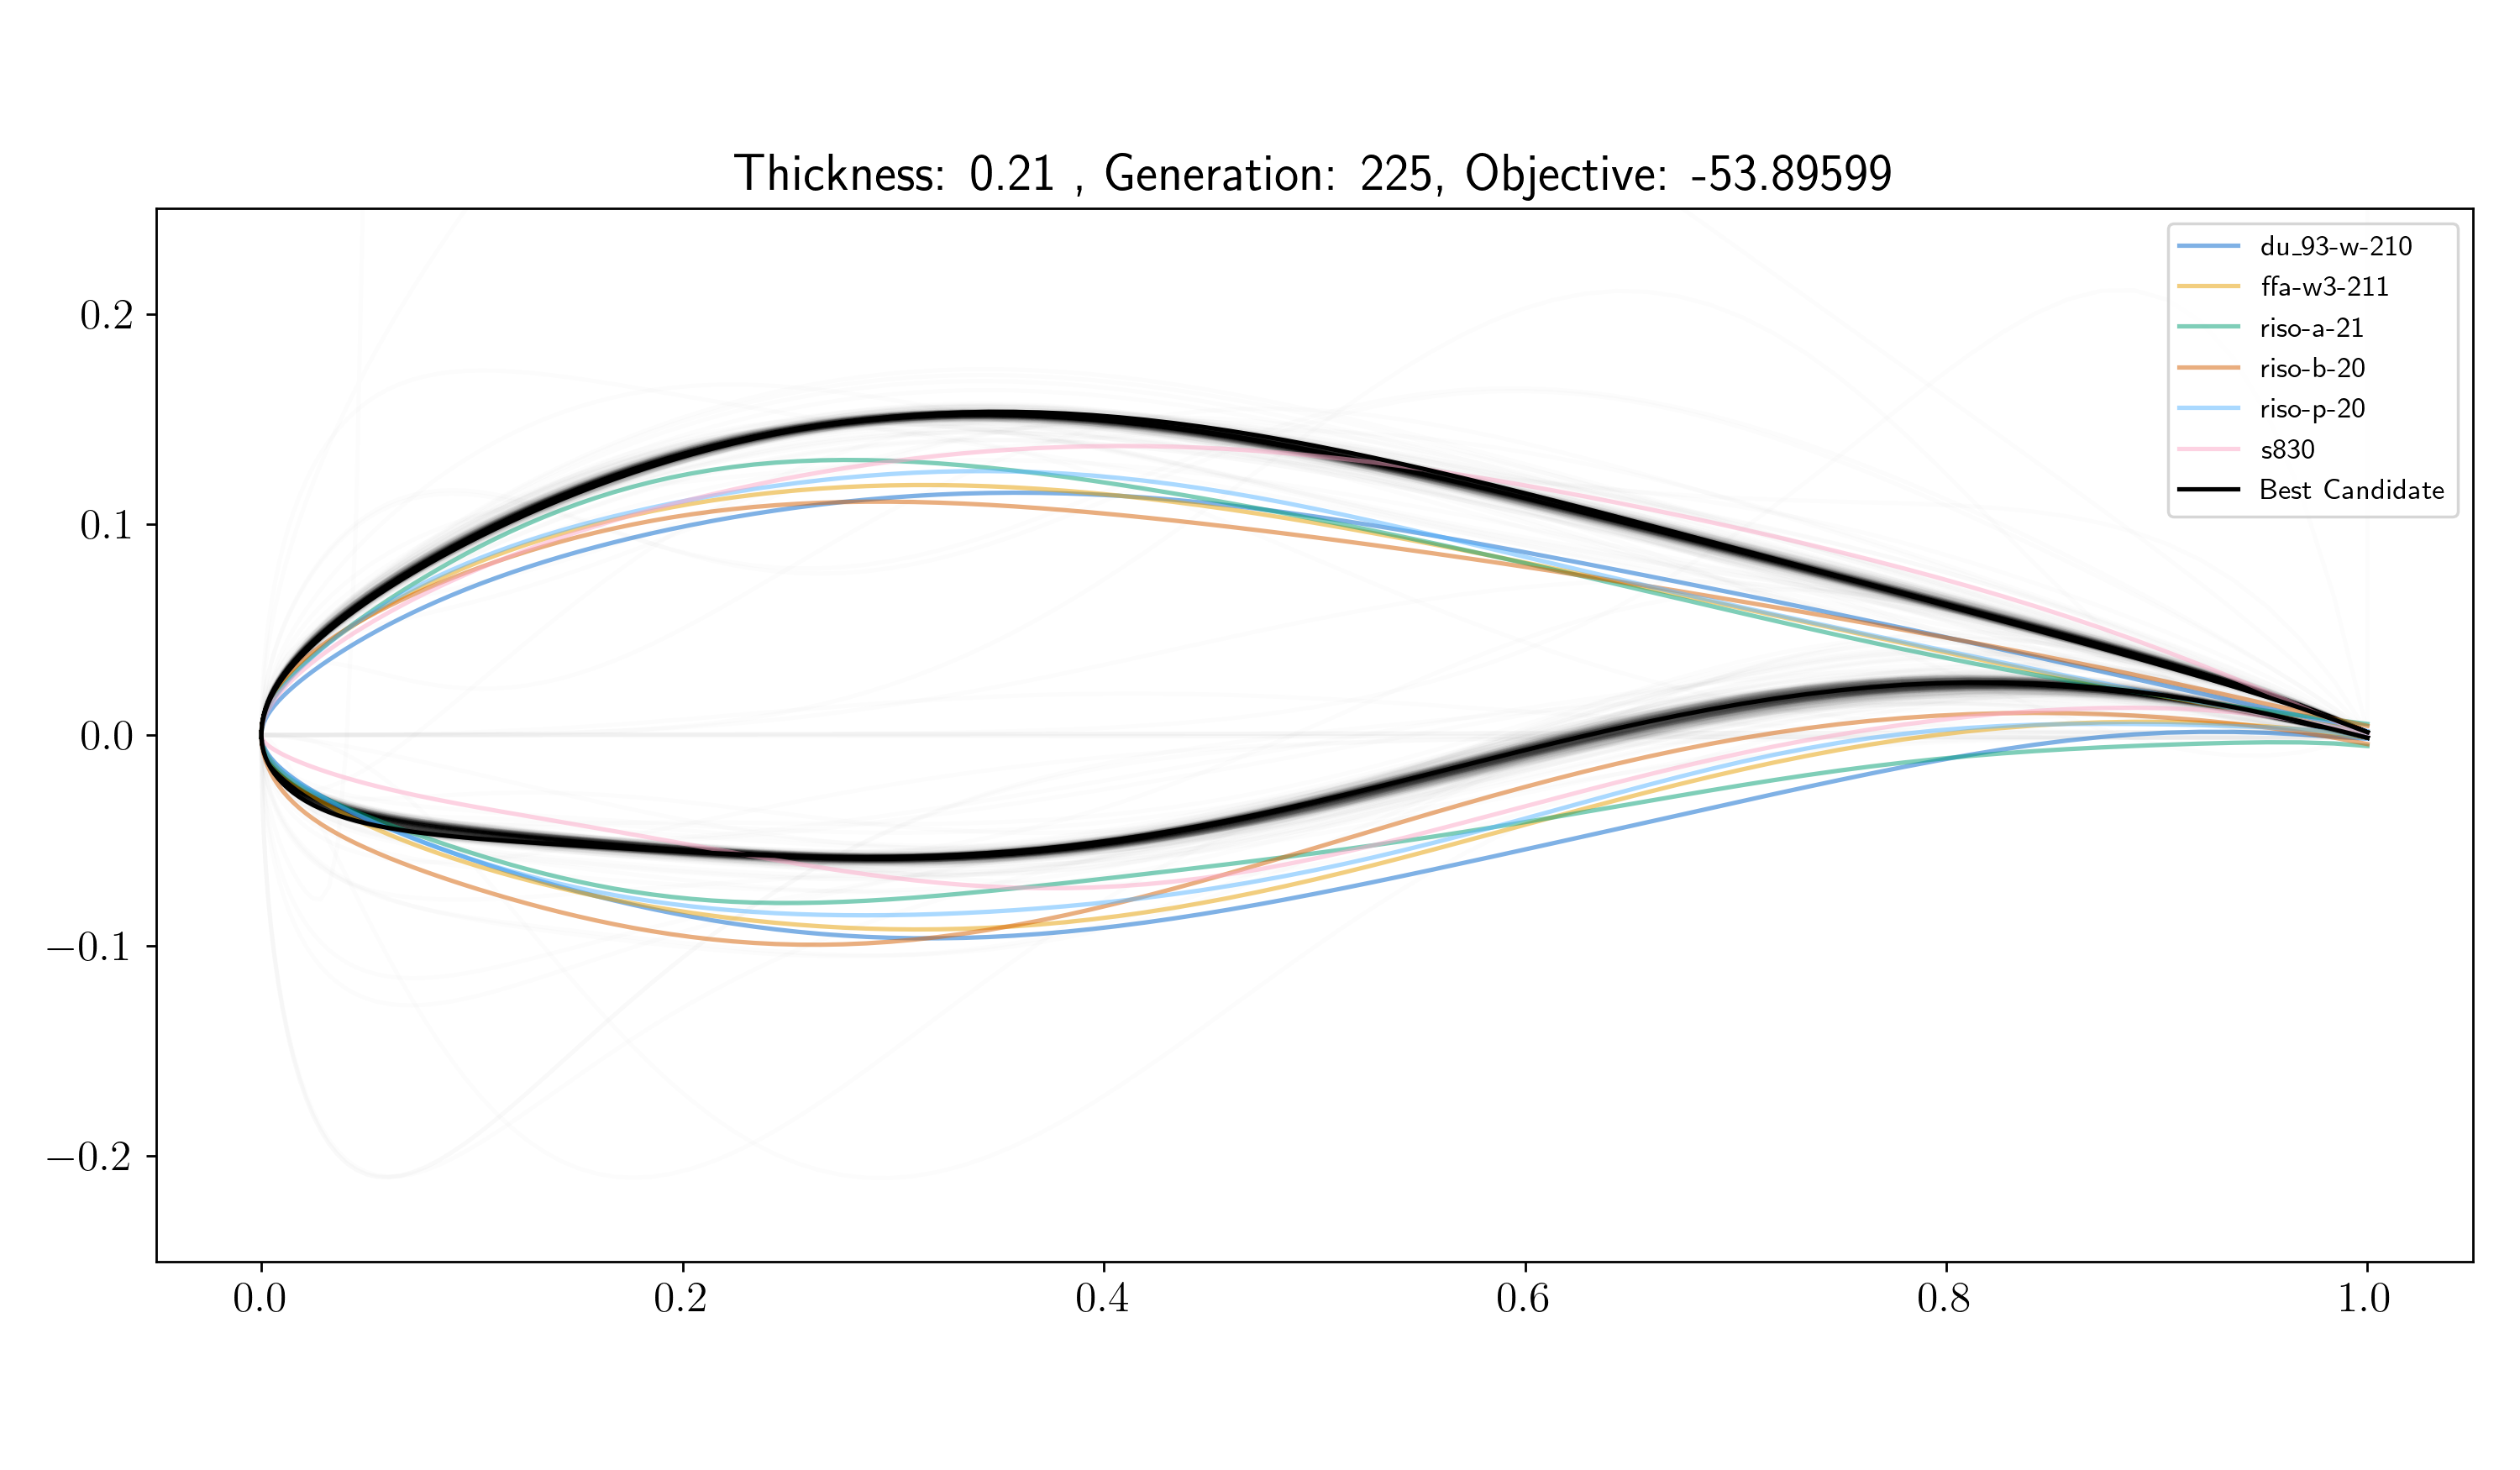 Thickness: 0.21 , Generation: 225, Objective: -53.89599
du_93-w-210
ffa-w3-211
riso-a-21
riso-b-20
riso-p-20
s830
Best Candidate
0.2
0.1
0.0
−0.1
−0.2
0.0 0.2 0.4 0.6 0.8 1.0